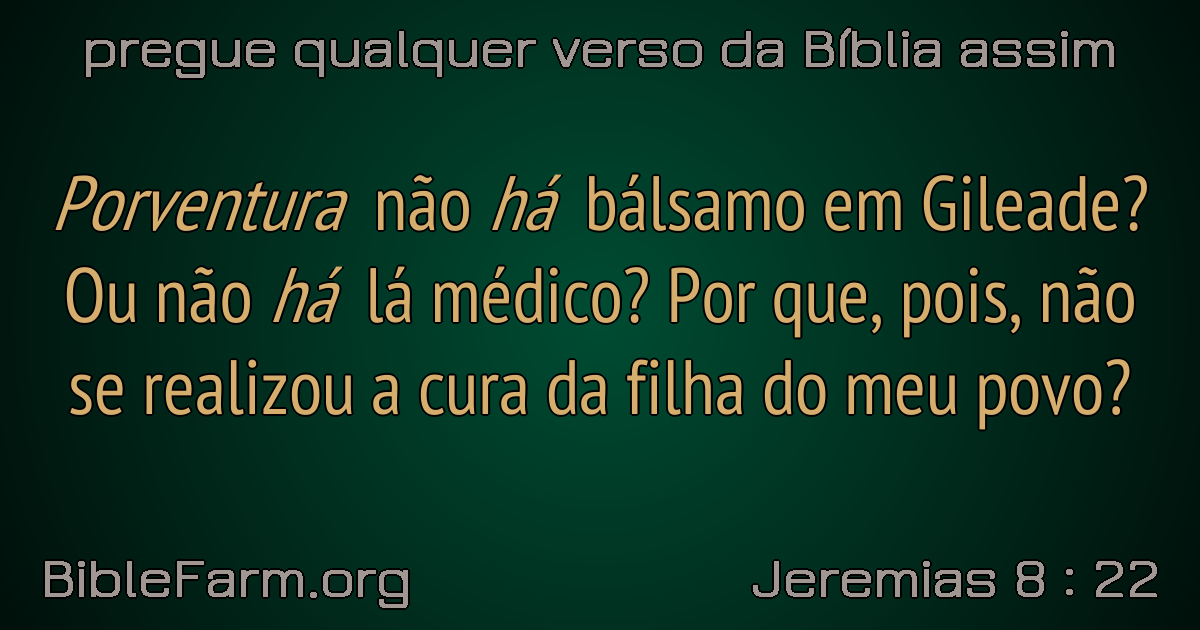 pregue qualquer verso da Bíblia assim
Porventura não há bálsamo em Gileade?
Ou não há lá médico? Por que, pois, não
se realizou a cura da filha do meu povo?
BibleFarm.org
Jeremias 8 : 22